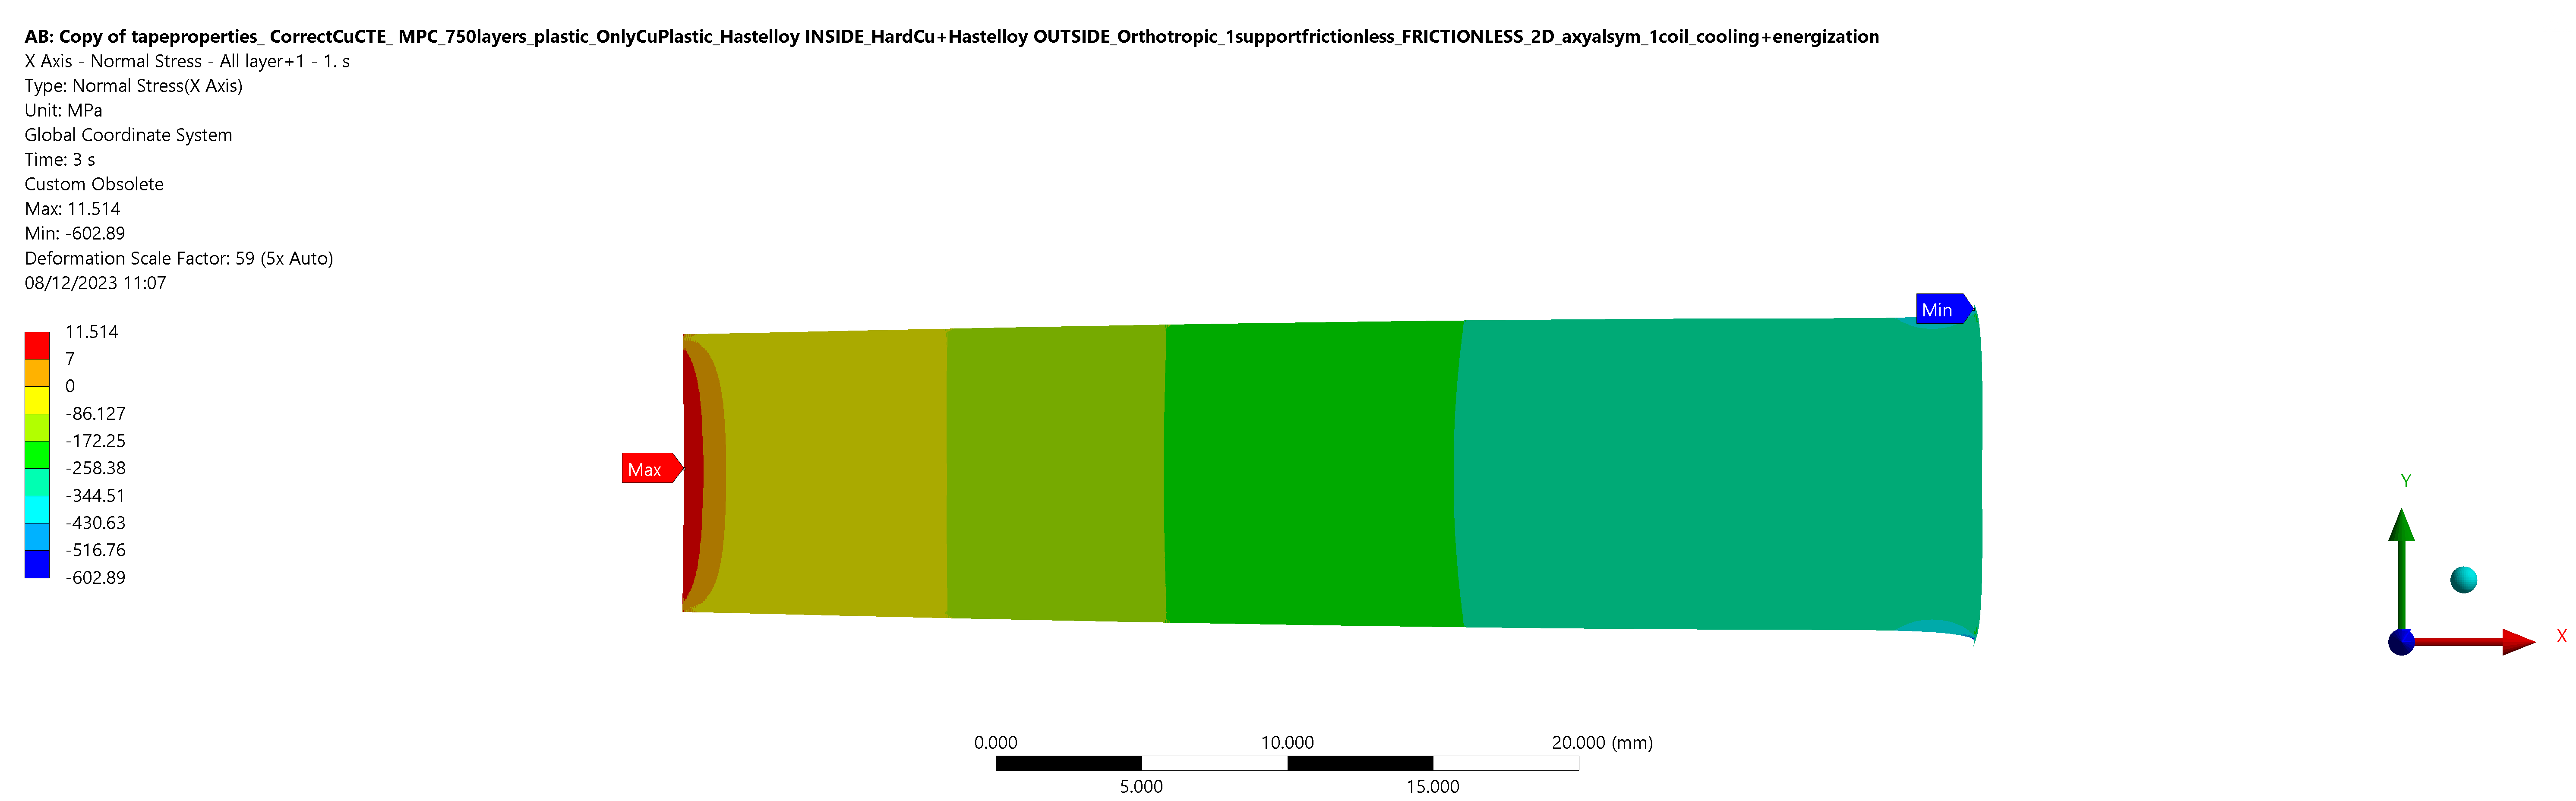 AB: Copy of tapeproperties_ CorrectCuCTE_ MPC_750layers_plastic_OnlyCuPlastic_Hastelloy INSIDE_HardCu+Hastelloy OUTSIDE_Orthotropic_1supportfrictionless_FRICTIONLESS_2D_axyalsym_1coil_cooling+energization
X Axis - Normal Stress - All layer+1 - 1. s
Type: Normal Stress(X Axis)
Unit: MPa
Global Coordinate System
Time: 3 s
Custom Obsolete
Max: 11.514
Min: -602.89
Deformation Scale Factor: 59 (5x Auto)
08/12/2023 11:07
11.514
7
0
-86.127
-172.25
-258.38
-344.51
-430.63
-516.76
-602.89
Min
Max
Y
X
0.000 10.000 20.000 (mm)
5.000 15.000